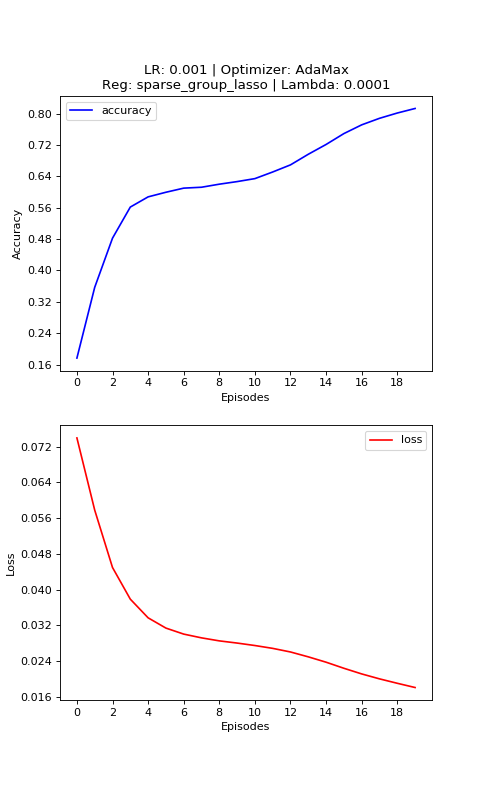 LR: 0.001 | Optimizer: AdaMax
Reg: sparse_group_lasso | Lambda: 0.0001
accuracy
0.80
0.72
0.64
0.56
0.48
0.40
0.32
0.24
0.16
Accuracy
0 2 4 6 8 10 12 14 16 18
Episodes
loss
0.072
0.064
0.056
0.048
0.040
0.032
0.024
0.016
Loss
0 2 4 6 8 10 12 14 16 18
Episodes